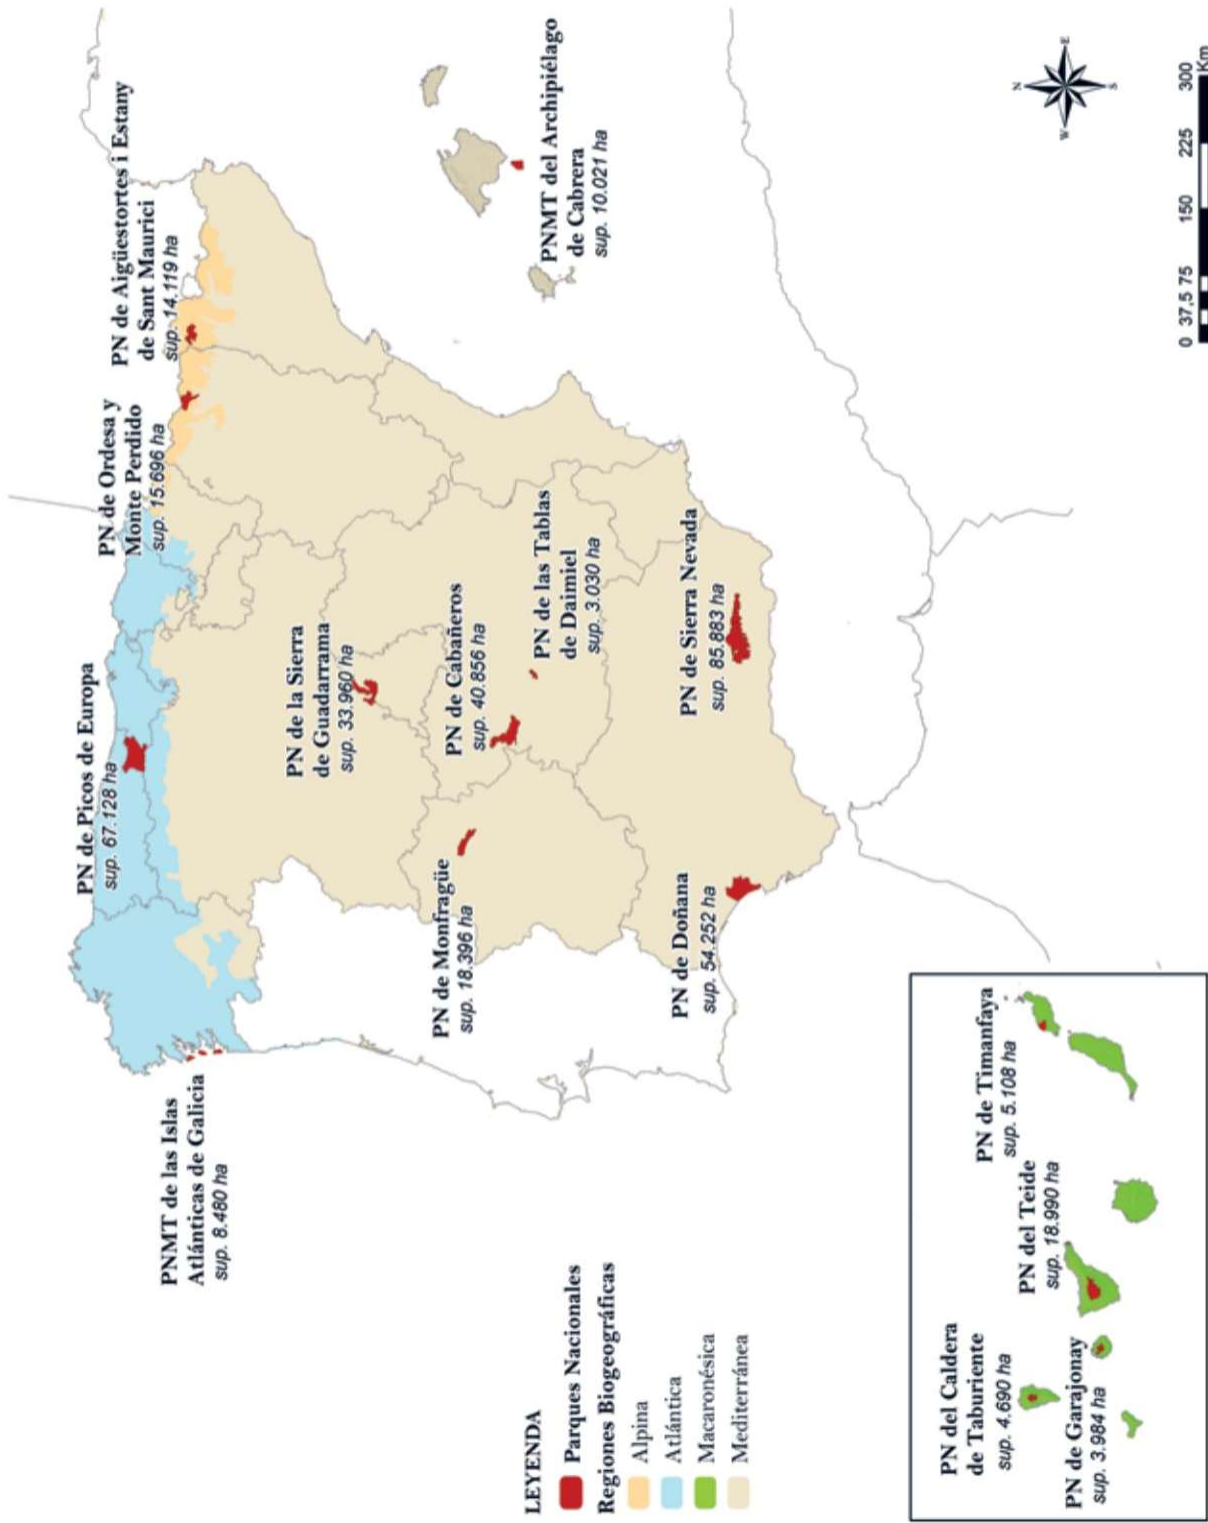 PN de Picos de Europa
sup. 67.128 ha
PN de Ordesa y
Monte Perdido
sup. 15.696 ha
PN de Aigüestortes i Estany
de Sant Maurici
sup. 14.119 ha
PNMT de las Islas
Atlánticas de Galicia
sup. 8.480 ha
PN de la Sierra
de Guadarrama
sup. 33.960 ha
PN de Monfragüe
sup. 18.396 ha
PN de Cabañeros
sup. 40.856 ha
PN de las Tablas
de Daimiel
sup. 3.030 ha
PNMT del Archipiélago
de Cabrera
sup. 10.021 ha
PN de Doñana
sup. 54.252 ha
PN de Sierra Nevada
sup. 85.883 ha
LEYENDA
Parques Nacionales
Regiones Biogeográficas
Alpina
Atlántica
Macaronésica
Mediterránea
PN del Caldera
de Taburiente
sup. 4.690 ha
PN de Garajonay
sup. 3.984 ha
PN del Teide
sup. 18.990 ha
PN de Timanfaya
sup. 5.108 ha
N
W
E
S
0 37,5 75 150 225 300
Km